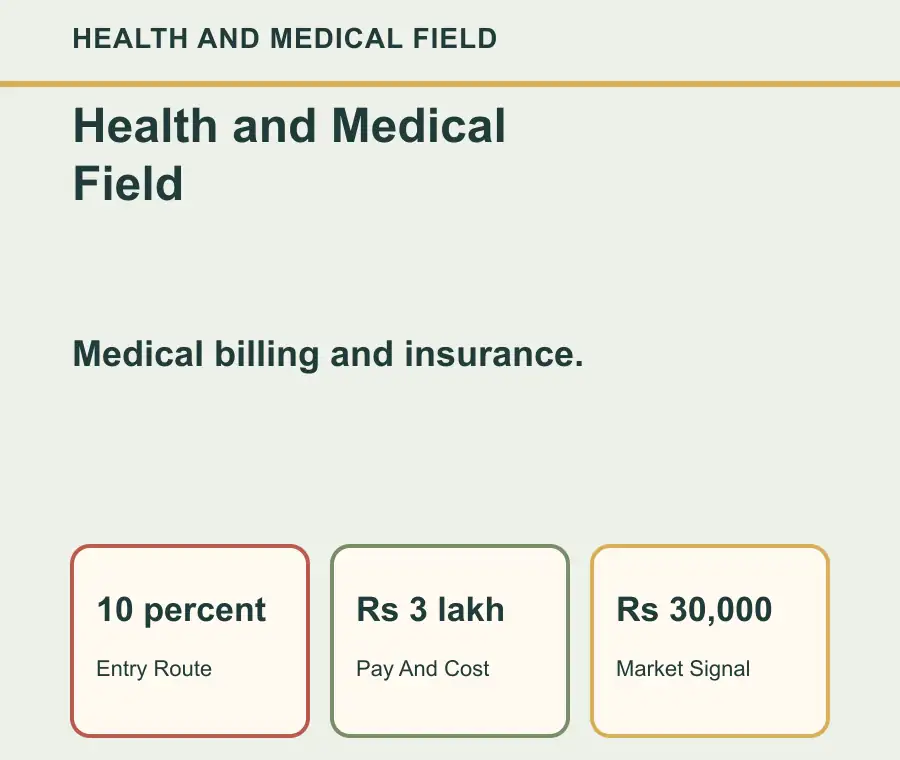 HEALTH AND MEDICAL FIELD
Health and Medical
Field
Medical billing and insurance.
10 percent
Entry Route
Rs 3 lakh
Pay And Cost
Rs 30,000
Market Signal